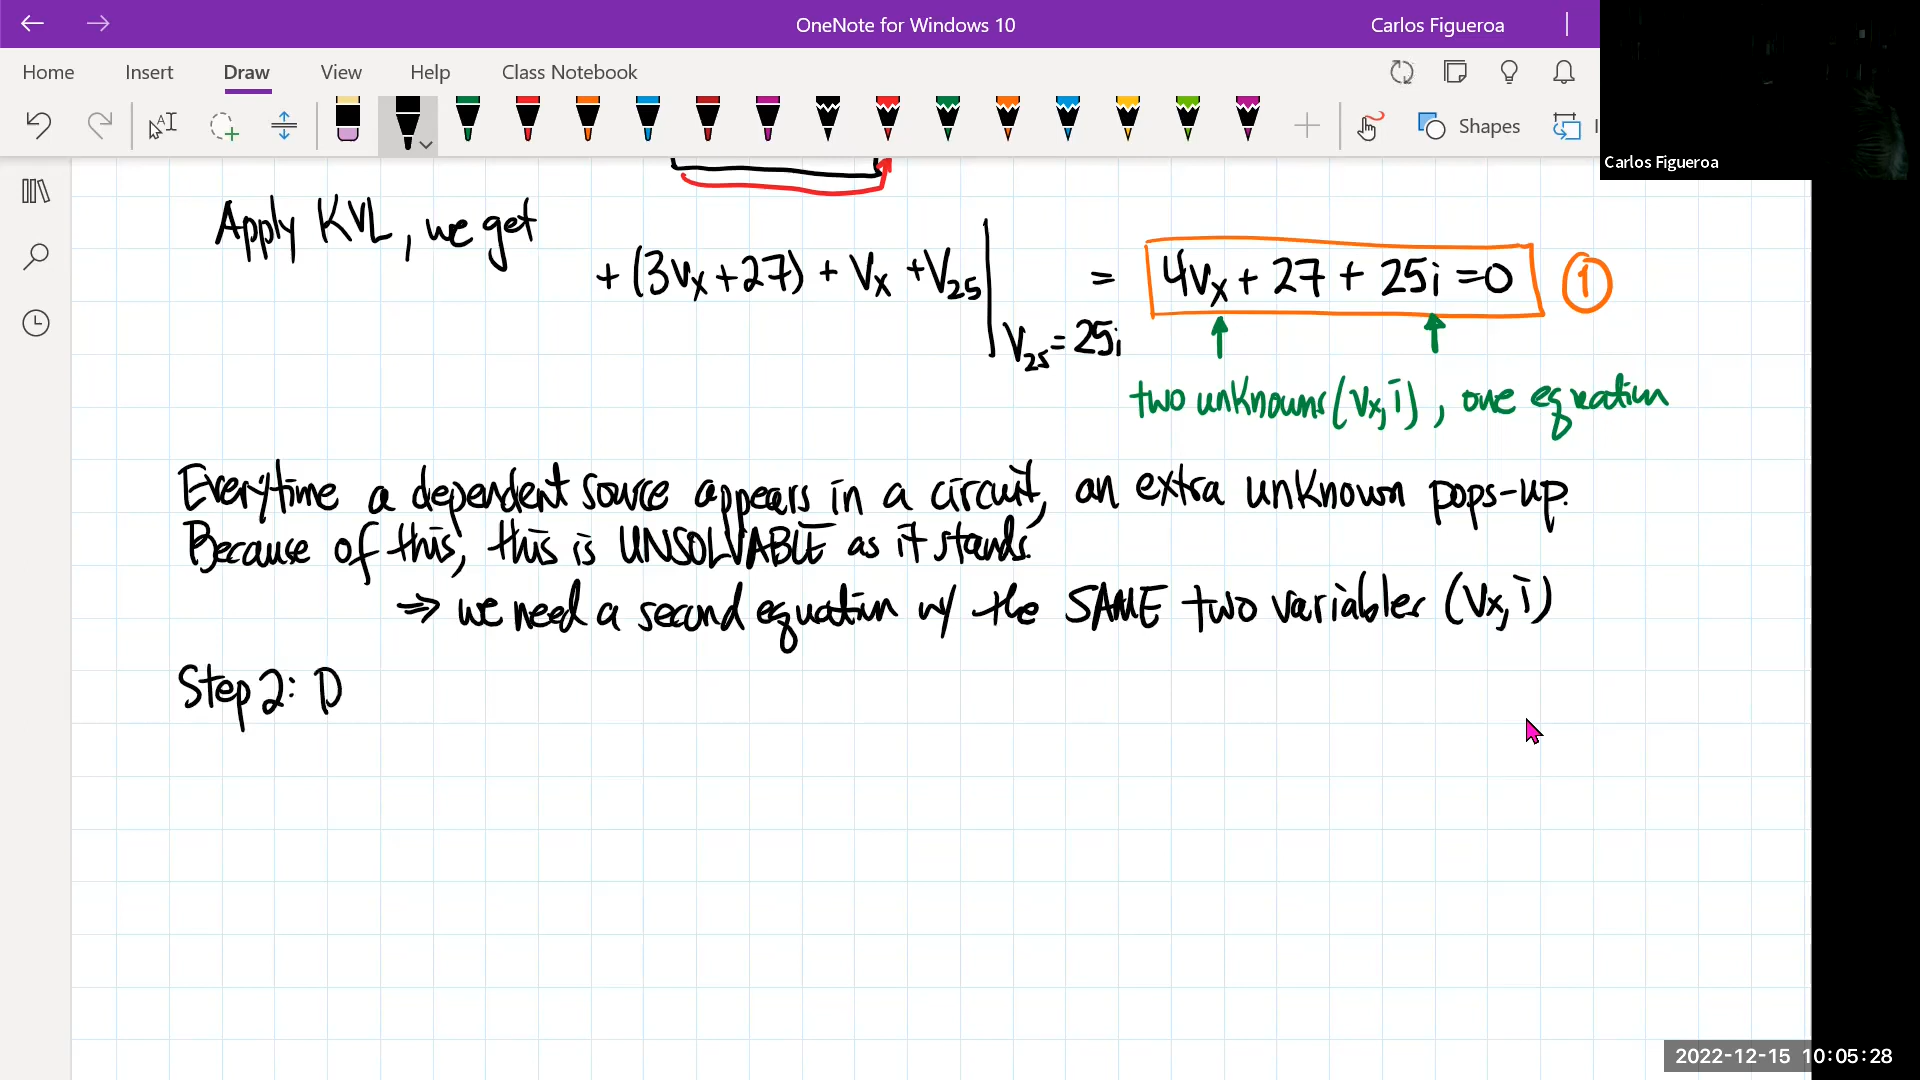 OneNote for Windows 10
Carlos Figueroa
Home Insert Draw View Help Class Notebook
Shapes
Carlos Figueroa
Apply KVL, we get
+ (3Vx + 27) + Vx + V25 | = 4Vx + 27 + 25i = 0 ①
V25 = 25i
two unknowns (Vx, i), one equation
Everytime a dependent source appears in a circuit, an extra unknown pops-up.
Because of this, this is UNSOLVABLE as it stands.
⇒ we need a second equation w/ the SAME two variables (Vx, i)
Step 2: D
2022-12-15 10:05:28